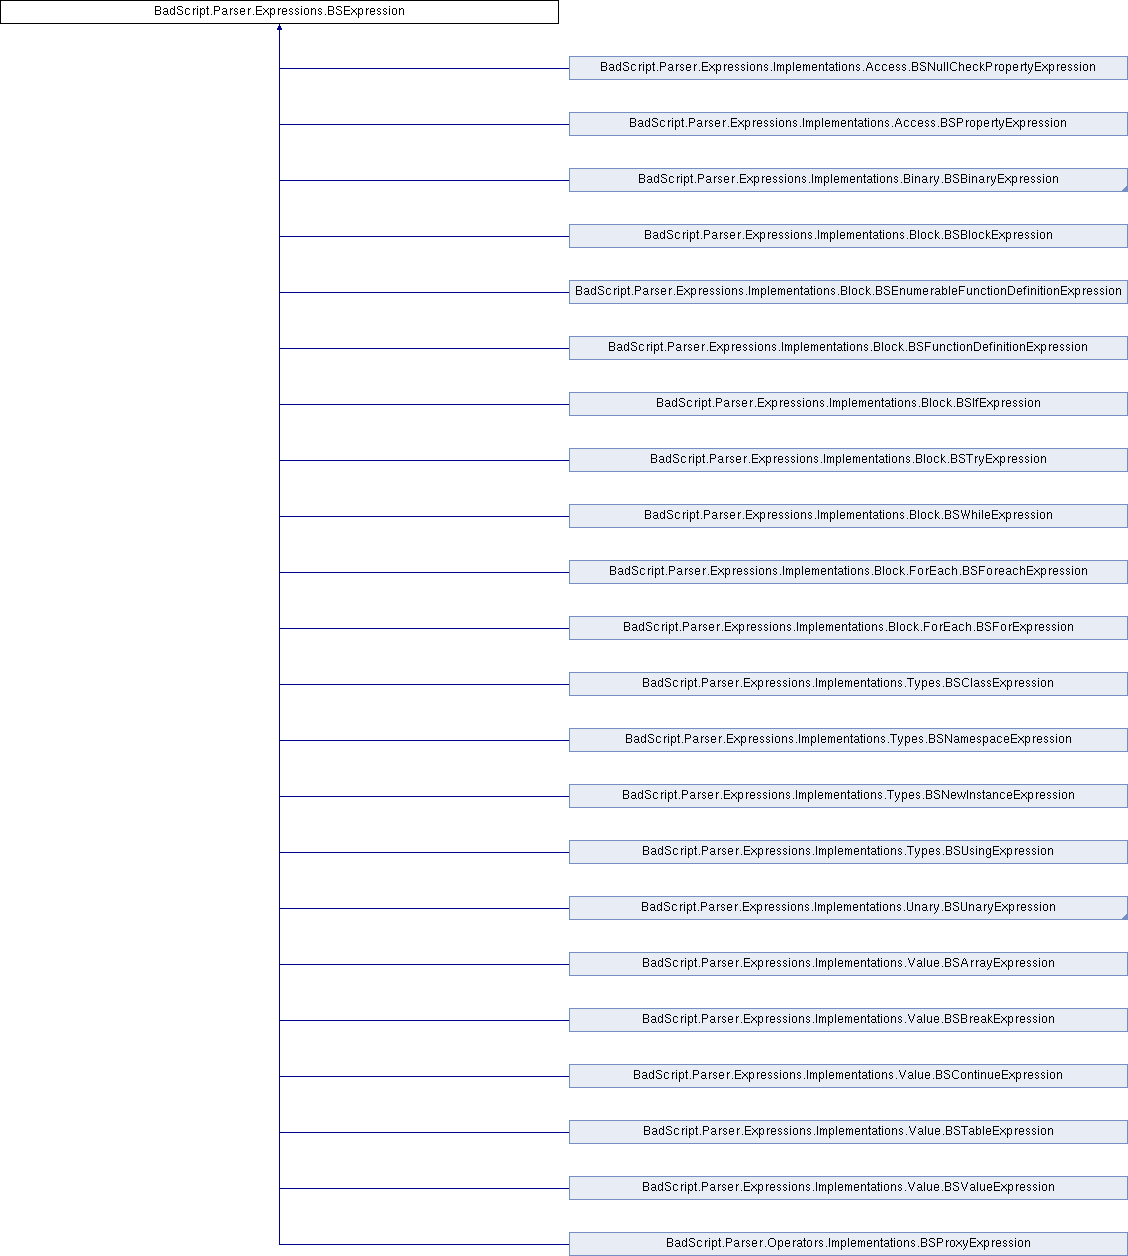 BadScript.Parser.Expressions.BSExpression
BadScript.Parser.Expressions.Implementations.Access.BSNullCheckPropertyExpression
BadScript.Parser.Expressions.Implementations.Access.BSPropertyExpression
BadScript.Parser.Expressions.Implementations.Binary.BSBinaryExpression
BadScript.Parser.Expressions.Implementations.Block.BSBlockExpression
BadScript.Parser.Expressions.Implementations.Block.BSEnumerableFunctionDefinitionExpression
BadScript.Parser.Expressions.Implementations.Block.BSFunctionDefinitionExpression
BadScript.Parser.Expressions.Implementations.Block.BSIfExpression
BadScript.Parser.Expressions.Implementations.Block.BSTryExpression
BadScript.Parser.Expressions.Implementations.Block.BSWhileExpression
BadScript.Parser.Expressions.Implementations.Block.ForEach.BSForeachExpression
BadScript.Parser.Expressions.Implementations.Block.ForEach.BSForExpression
BadScript.Parser.Expressions.Implementations.Types.BSClassExpression
BadScript.Parser.Expressions.Implementations.Types.BSNamespaceExpression
BadScript.Parser.Expressions.Implementations.Types.BSNewInstanceExpression
BadScript.Parser.Expressions.Implementations.Types.BSUsingExpression
BadScript.Parser.Expressions.Implementations.Unary.BSUnaryExpression
BadScript.Parser.Expressions.Implementations.Value.BSArrayExpression
BadScript.Parser.Expressions.Implementations.Value.BSBreakExpression
BadScript.Parser.Expressions.Implementations.Value.BSContinueExpression
BadScript.Parser.Expressions.Implementations.Value.BSTableExpression
BadScript.Parser.Expressions.Implementations.Value.BSValueExpression
BadScript.Parser.Operators.Implementations.BSProxyExpression